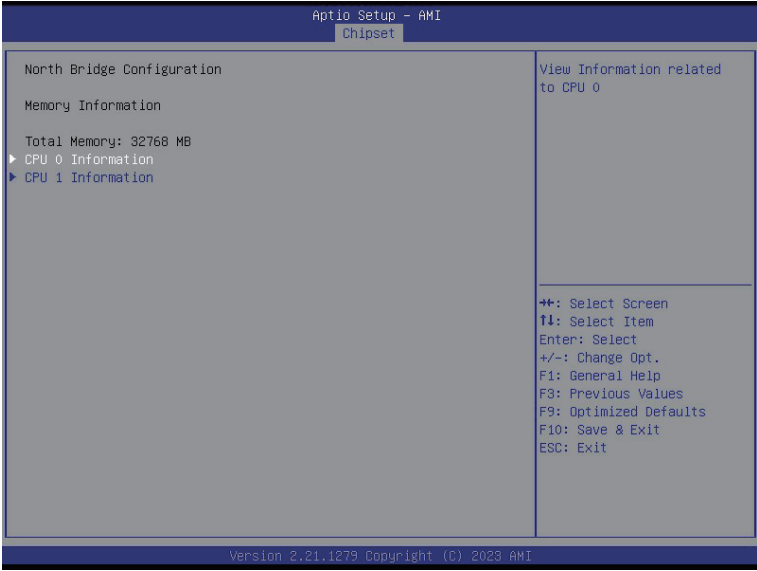 Aptio Setup – AMI
Chipset
North Bridge Configuration
Memory Information
Total Memory: 32768 MB
▶ CPU 0 Information
▶ CPU 1 Information
View Information related
to CPU 0
→←: Select Screen
↑↓: Select Item
Enter: Select
+/-: Change Opt.
F1: General Help
F3: Previous Values
F9: Optimized Defaults
F10: Save & Exit
ESC: Exit
Version 2.21.1279 Copyright (C) 2023 AMI